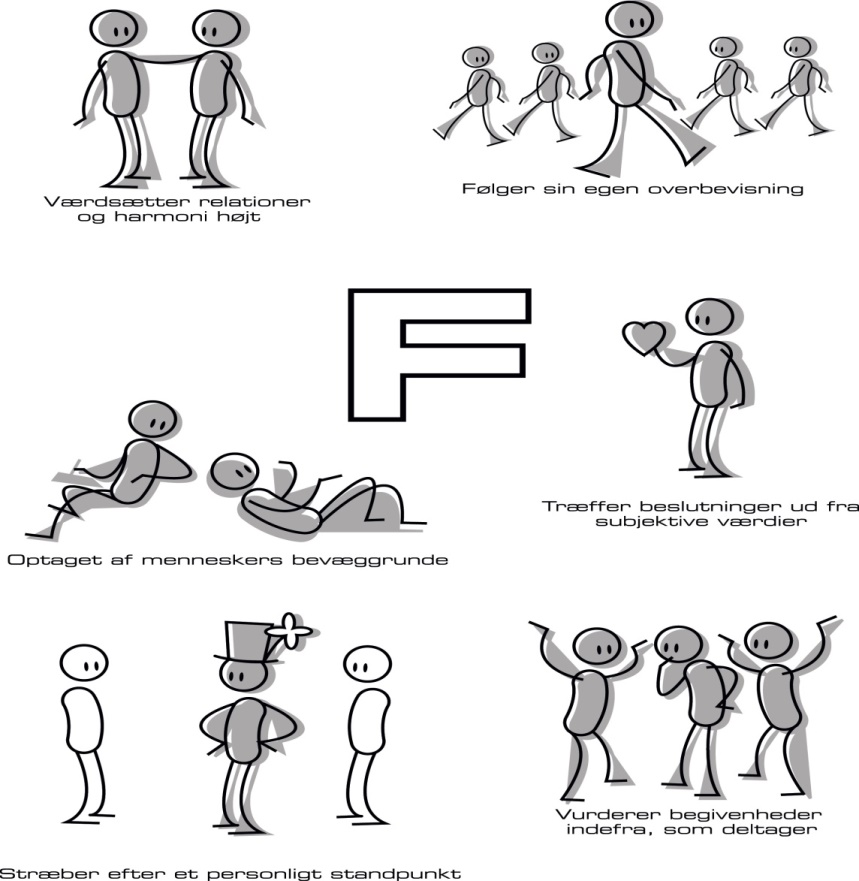 Værdsætter relationer
og harmoni højt
Følger sin egen overbevisning
F
Træffer beslutninger ud fra
subjektive værdier
Optaget af menneskers bevæggrunde
Vurderer begivenheder
indefra, som deltager
Stræber efter et personligt standpunkt